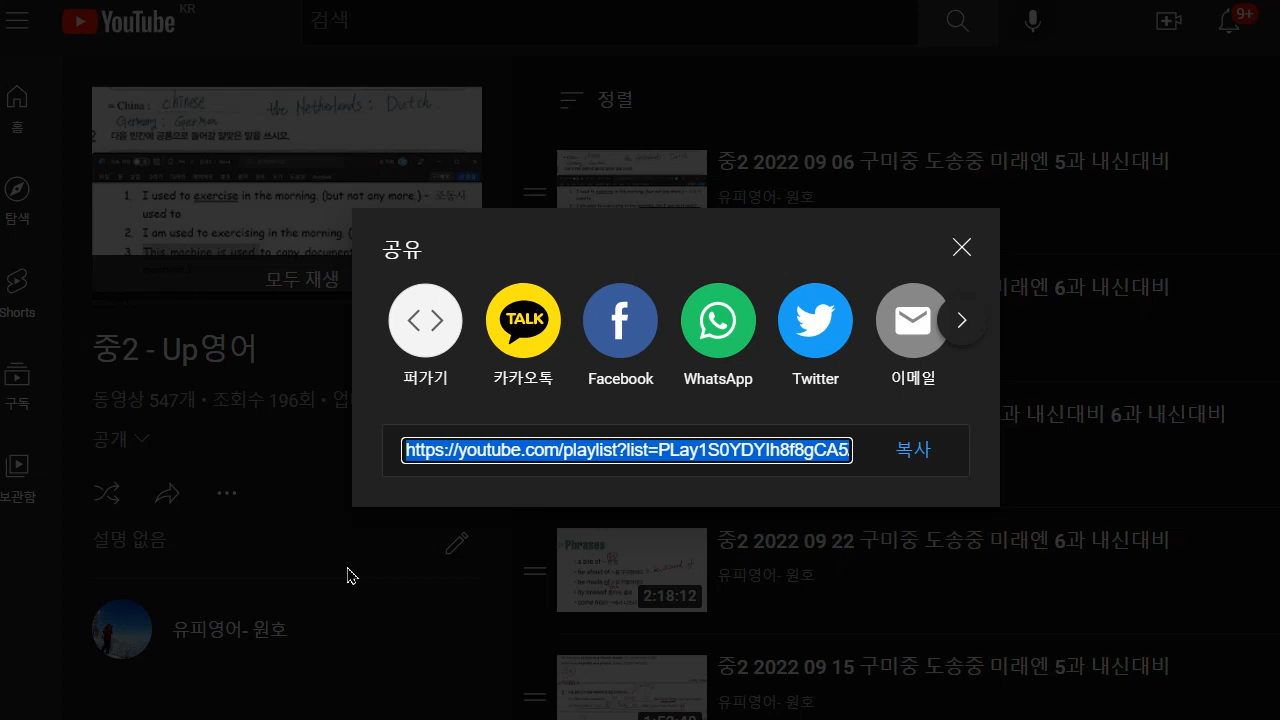 YouTube KR
검색
9+
홈
탐색
Shorts
구독
보관함
China : chinese the Netherlands : Dutch
Germany : German
다음 빈칸에 공통으로 들어갈 알맞은 말을 쓰시오.
1. I used to exercise in the morning. (but not any more.) - 조동사
used to
2. I am used to exercising in the morning. (
3. This machine is used to copy document
모두 재생
중2 - Up영어
동영상 547개 • 조회수 196회 • 업
공개
설명 없음
유피영어- 원호
정렬
중2 2022 09 06 구미중 도송중 미래엔 5과 내신대비
유피영어- 원호
래엔 6과 내신대비
과 내신대비 6과 내신대비
Phrases
2:18:12
중2 2022 09 22 구미중 도송중 미래엔 6과 내신대비
유피영어- 원호
중2 2022 09 15 구미중 도송중 미래엔 5과 내신대비
유피영어- 원호
공유
TALK
퍼가기
카카오톡
Facebook
WhatsApp
Twitter
이메일
https://youtube.com/playlist?list=PLay1S0YDYIh8f8gCA5
복사